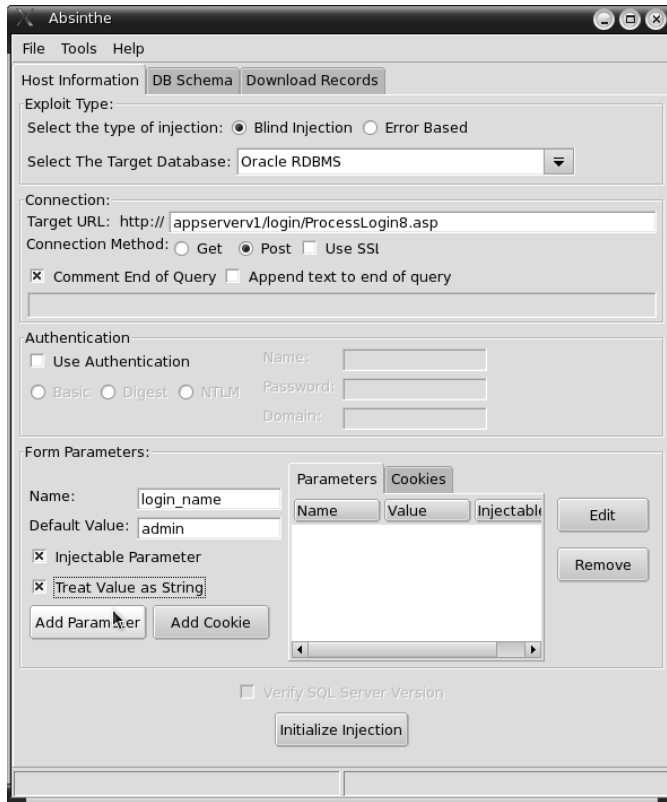 Absinthe
File Tools Help
Host Information DB Schema Download Records
Exploit Type:
Select the type of injection: Blind Injection Error Based
Select The Target Database: Oracle RDBMS
Connection:
Target URL: http:// appserverv1/login/ProcessLogin8.asp
Connection Method: Get Post Use SSL
Comment End of Query Append text to end of query
Authentication
Use Authentication
Basic Digest NTLM
Name:
Password:
Domain:
Form Parameters:
Name: login_name
Default Value: admin
Injectable Parameter
Treat Value as String
Add Parameter Add Cookie
Parameters Cookies
Name Value Injectable
Edit
Remove
Verify SQL Server Version
Initialize Injection